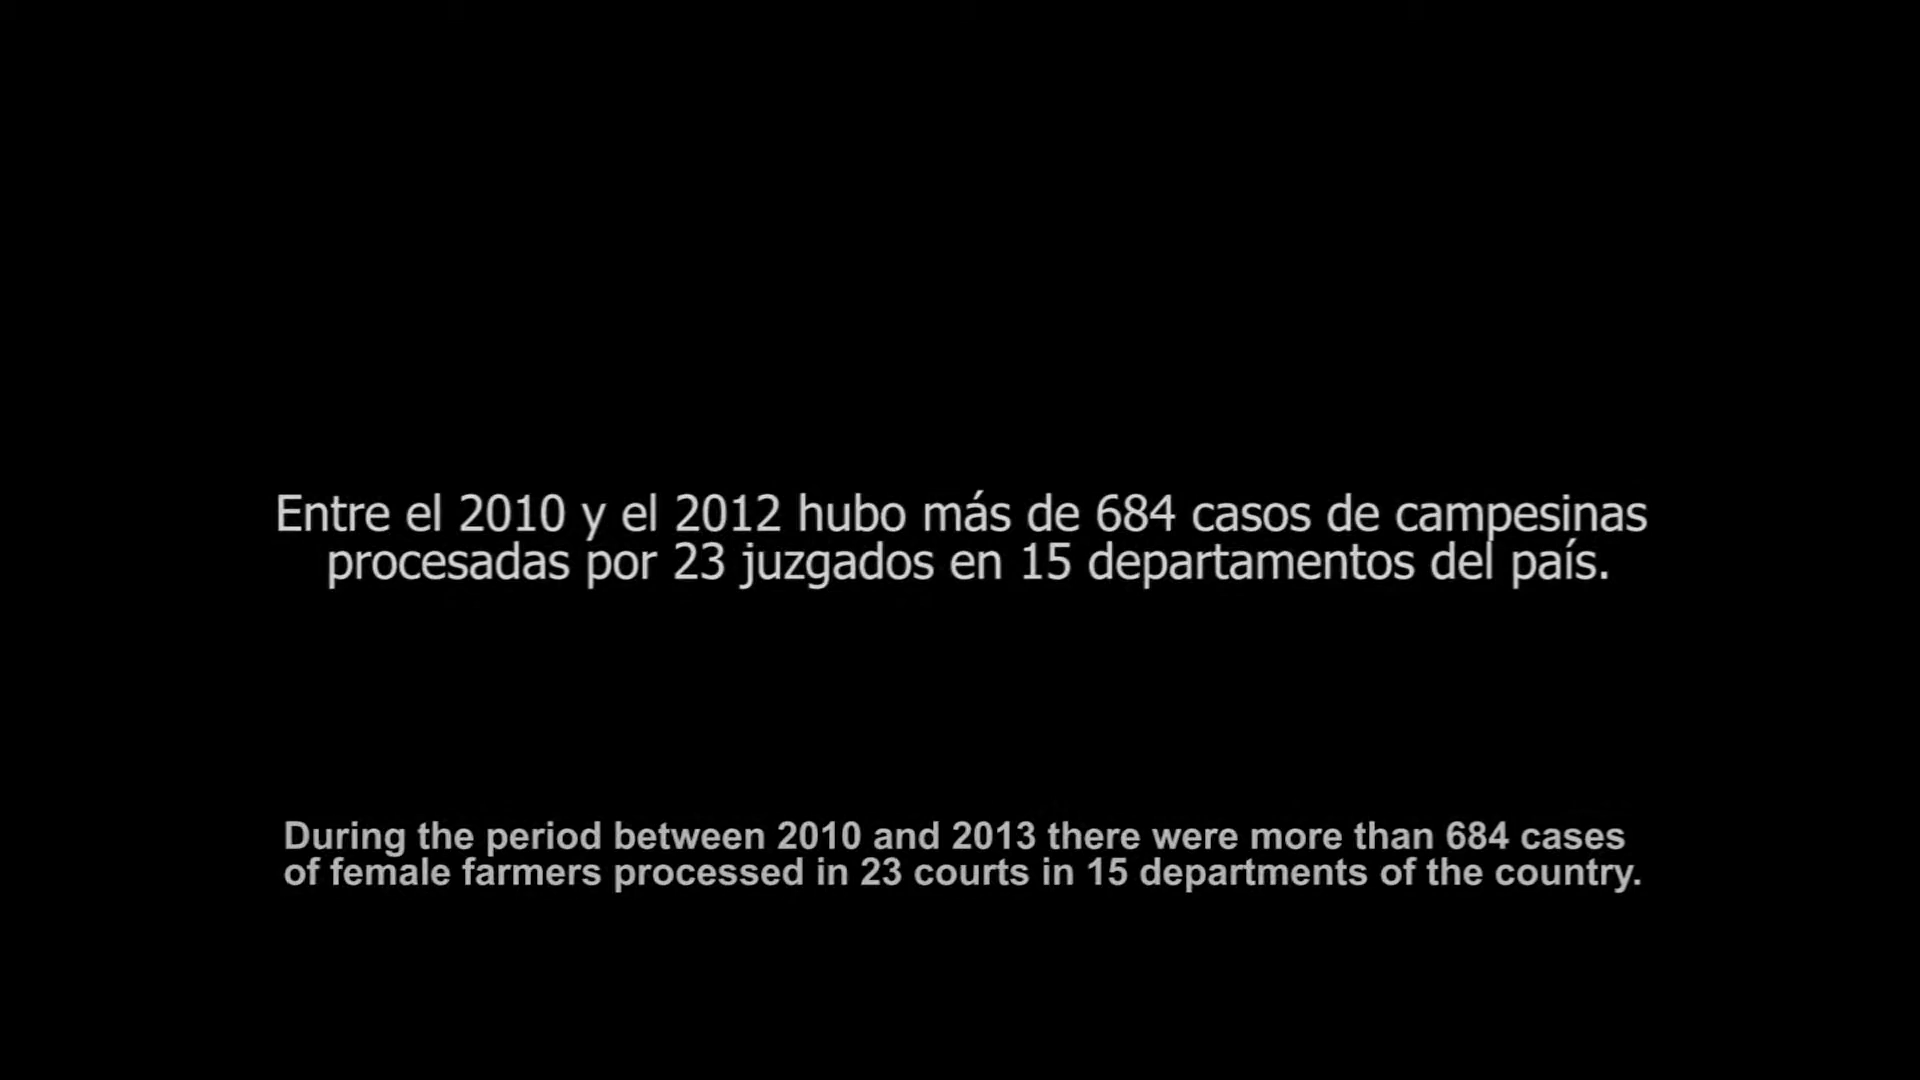 Entre el 2010 y el 2012 hubo más de 684 casos de campesinas
procesadas por 23 juzgados en 15 departamentos del país.
During the period between 2010 and 2013 there were more than 684 cases
of female farmers processed in 23 courts in 15 departments of the country.